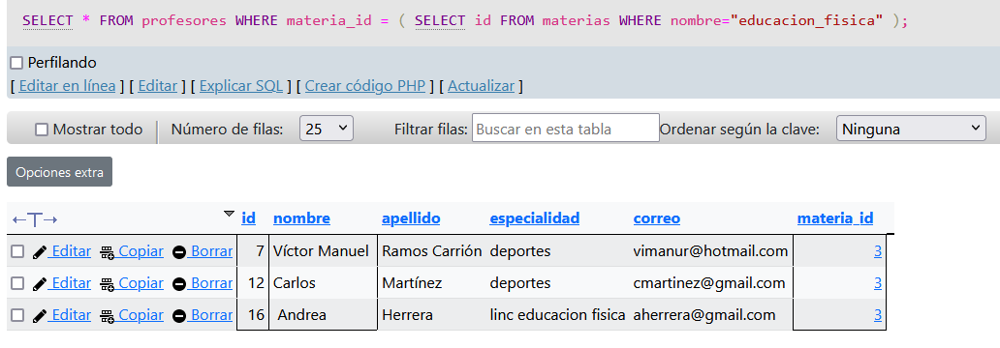 SELECT * FROM profesores WHERE materia_id = ( SELECT id FROM materias WHERE nombre="educacion_fisica" );
Perfilando
[ Editar en línea ] [ Editar ] [ Explicar SQL ] [ Crear código PHP ] [ Actualizar ]
Mostrar todo Número de filas: 25 Filtrar filas: Buscar en esta tabla Ordenar según la clave: Ninguna
Opciones extra
←T→ id nombre apellido especialidad correo materia_id
Editar Copiar Borrar 7 Víctor Manuel Ramos Carrión deportes vimanur@hotmail.com 3
Editar Copiar Borrar 12 Carlos Martínez deportes cmartinez@gmail.com 3
Editar Copiar Borrar 16 Andrea Herrera linc educacion fisica aherrera@gmail.com 3